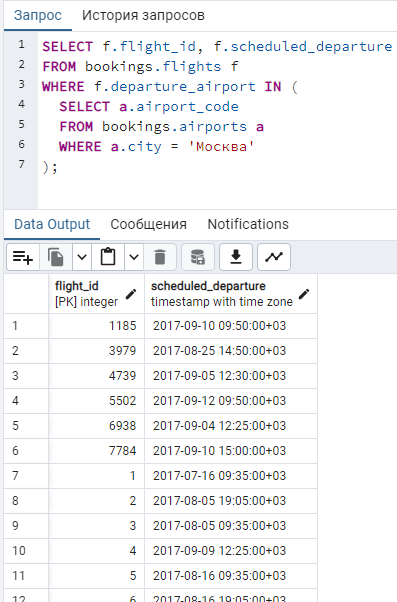 Запрос История запросов
1 SELECT f.flight_id, f.scheduled_departure
2 FROM bookings.flights f
3 WHERE f.departure_airport IN (
4 SELECT a.airport_code
5 FROM bookings.airports a
6 WHERE a.city = 'Москва'
7 );
Data Output Сообщения Notifications
flight_id scheduled_departure
[PK] integer timestamp with time zone
1 1185 2017-09-10 09:50:00+03
2 3979 2017-08-25 14:50:00+03
3 4739 2017-09-05 12:30:00+03
4 5502 2017-09-12 09:50:00+03
5 6938 2017-09-04 12:25:00+03
6 7784 2017-09-10 15:00:00+03
7 1 2017-07-16 09:35:00+03
8 2 2017-08-05 19:05:00+03
9 3 2017-08-05 09:35:00+03
10 4 2017-09-09 12:25:00+03
11 5 2017-08-16 09:35:00+03
12 6 2017-08-16 19:05:00+03